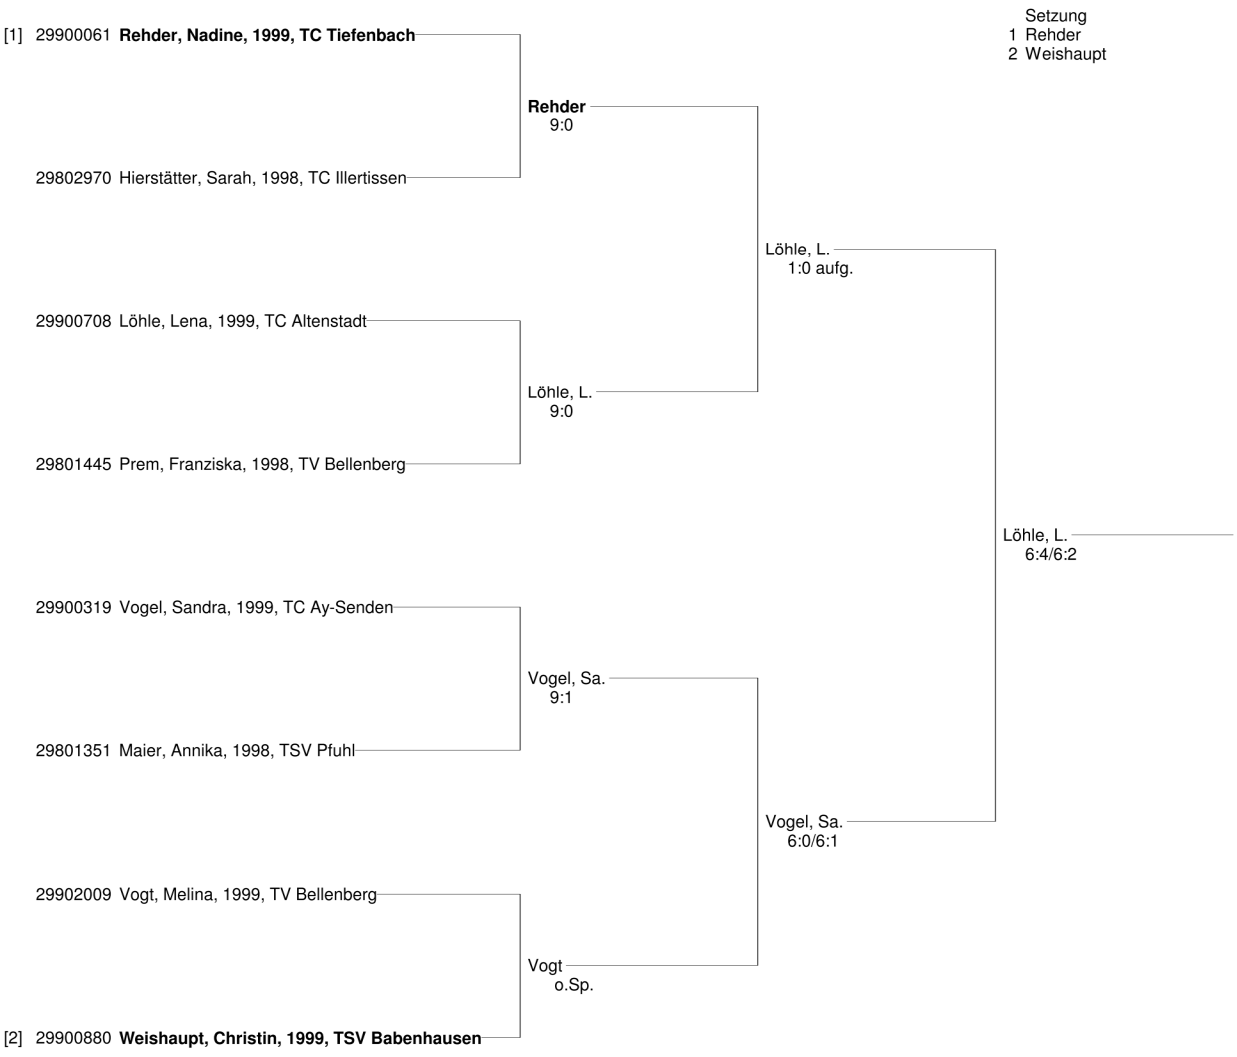 Setzung
1 Rehder
2 Weishaupt
[1] 29900061 Rehder, Nadine, 1999, TC Tiefenbach
Rehder
9:0
29802970 Hierstätter, Sarah, 1998, TC Illertissen
Löhle, L.
1:0 aufg.
29900708 Löhle, Lena, 1999, TC Altenstadt
Löhle, L.
9:0
29801445 Prem, Franziska, 1998, TV Bellenberg
Löhle, L.
6:4/6:2
29900319 Vogel, Sandra, 1999, TC Ay-Senden
Vogel, Sa.
9:1
29801351 Maier, Annika, 1998, TSV Pfuhl
Vogel, Sa.
6:0/6:1
29902009 Vogt, Melina, 1999, TV Bellenberg
Vogt
o.Sp.
[2] 29900880 Weishaupt, Christin, 1999, TSV Babenhausen